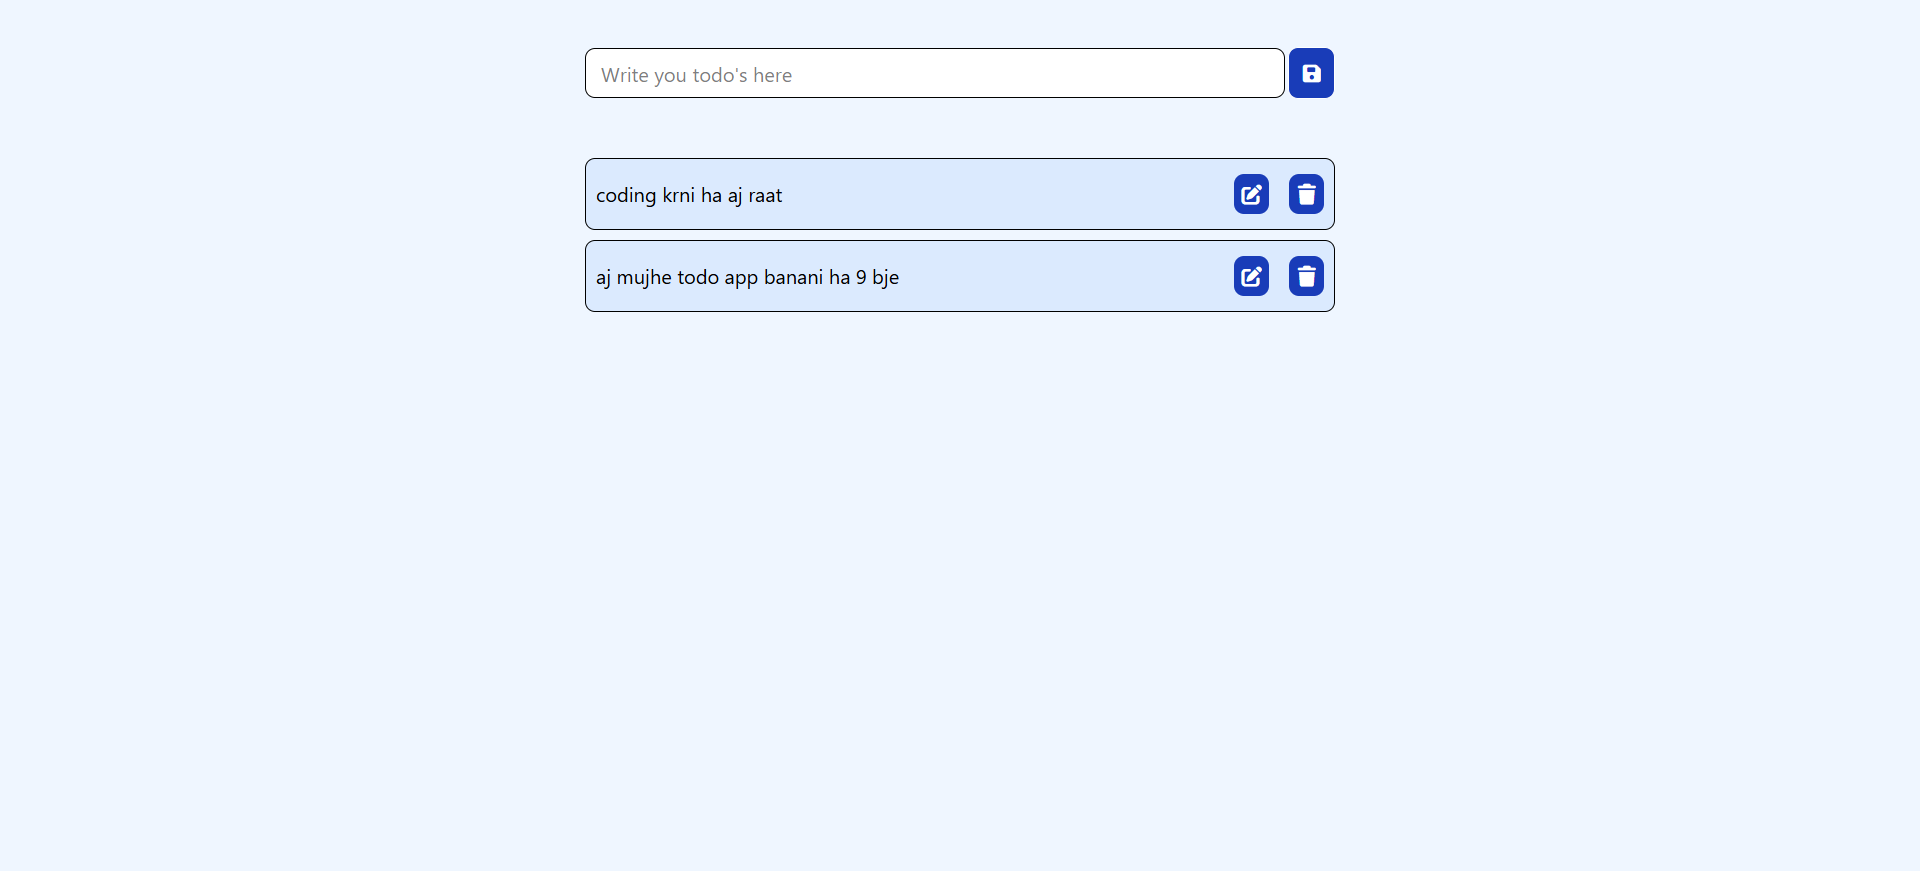 Write you todo's here
coding krni ha aj raat
aj mujhe todo app banani ha 9 bje